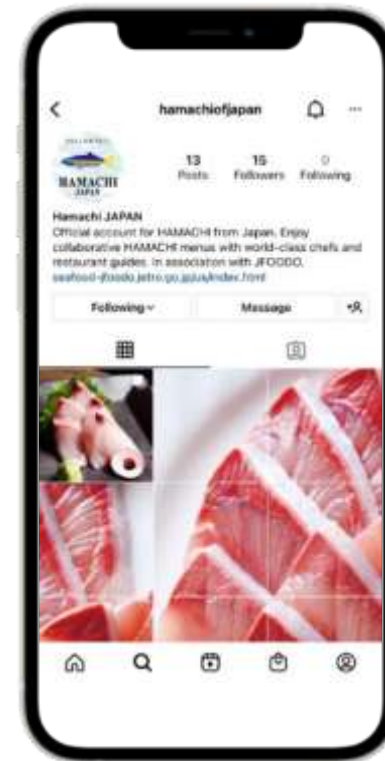 hamachiofjapan
HAMACHI
JAPAN
13
Posts
15
Followers
0
Following
Hamachi JAPAN
Official account for HAMACHI from Japan. Enjoy
collaborative HAMACHI menus with world-class chefs and
restaurant guides. In association with JFOODO.
seafood-jfoodo.jetro.go.jp/us/index.html
Following
Message